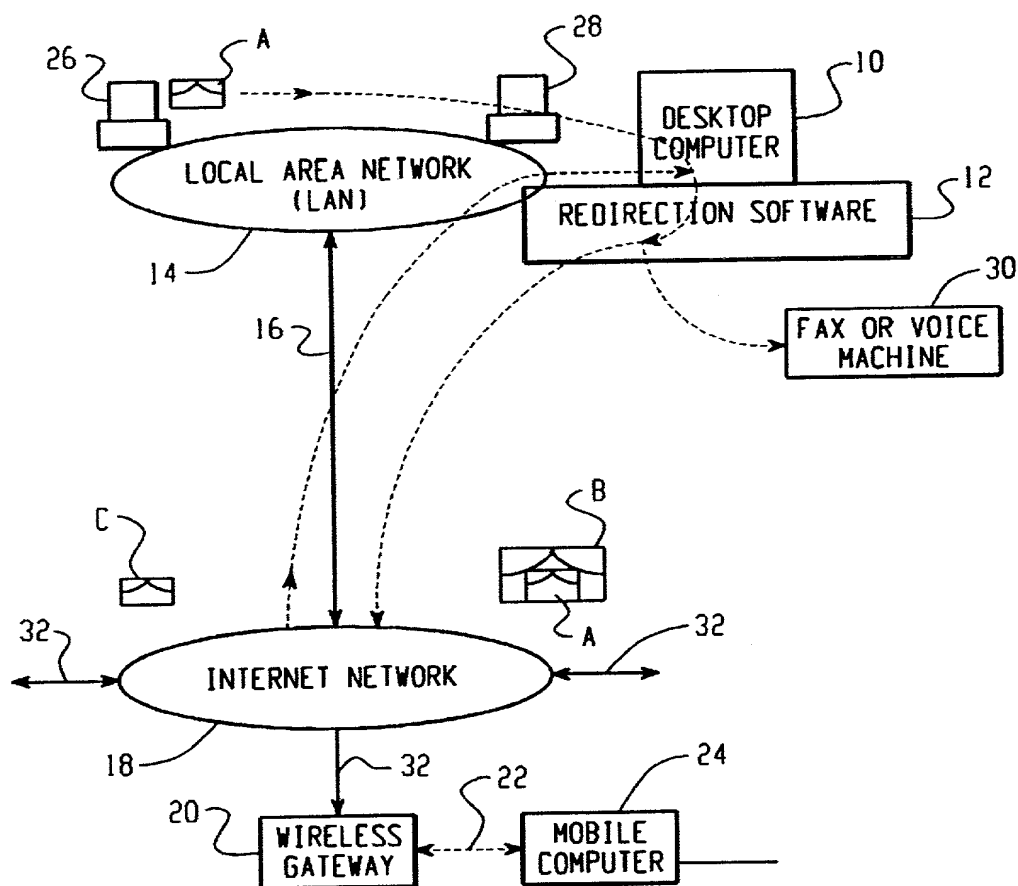 26
A
28
10
DESKTOP
COMPUTER
LOCAL AREA NETWORK
(LAN)
12
REDIRECTION SOFTWARE
14
30
16
FAX OR VOICE
MACHINE
C
B
A
32
32
INTERNET NETWORK
18
32
24
22
20
WIRELESS
GATEWAY
MOBILE
COMPUTER